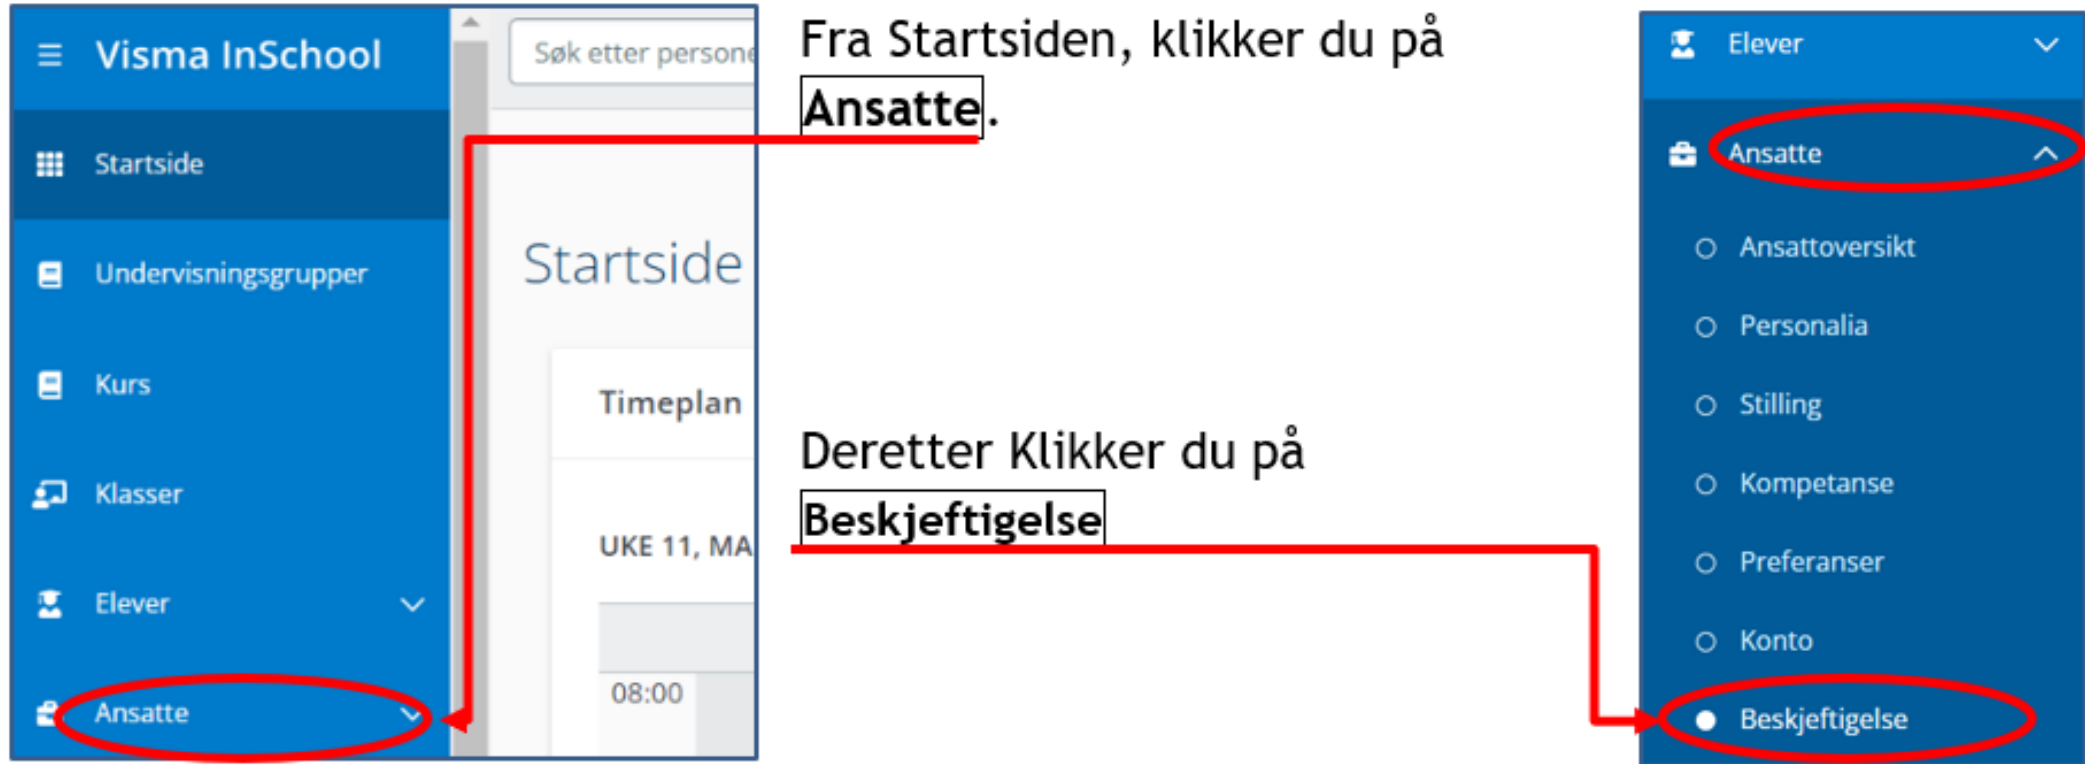 Visma InSchool
Startside
Undervisningsgrupper
Kurs
Klasser
Elever
Ansatte
Søk etter persone
Startside
Timeplan
UKE 11, MA
08:00
Fra Startsiden, klikker du på
Ansatte.
Deretter Klikker du på
Beskjeftigelse
Elever
Ansatte
Ansattoversikt
Personalia
Stilling
Kompetanse
Preferanser
Konto
Beskjeftigelse